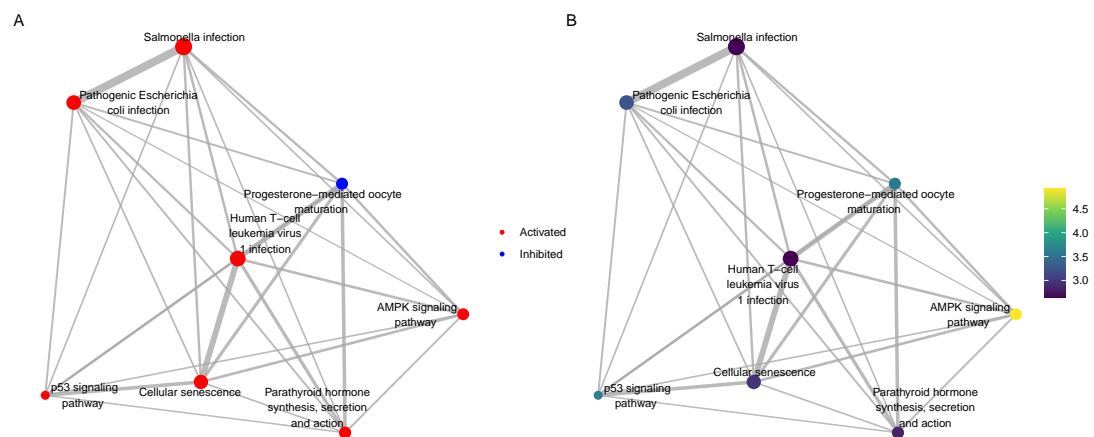 A
Salmonella infection
Pathogenic Escherichia
coli infection
Progesterone−mediated oocyte
maturation
Human T−cell
leukemia virus
1 infection
AMPK signaling
pathway
p53 signaling
pathway
Cellular senescence
Parathyroid hormone
synthesis, secretion
and action
Activated
Inhibited
B
Salmonella infection
Pathogenic Escherichia
coli infection
Progesterone−mediated oocyte
maturation
Human T−cell
leukemia virus
1 infection
AMPK signaling
pathway
Cellular senescence
p53 signaling
pathway
Parathyroid hormone
synthesis, secretion
and action
4.5
4.0
3.5
3.0